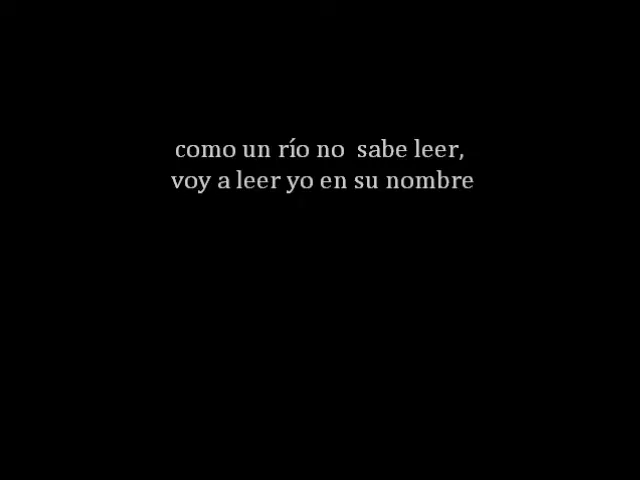 como un río no  sabe leer,
voy a leer yo en su nombre